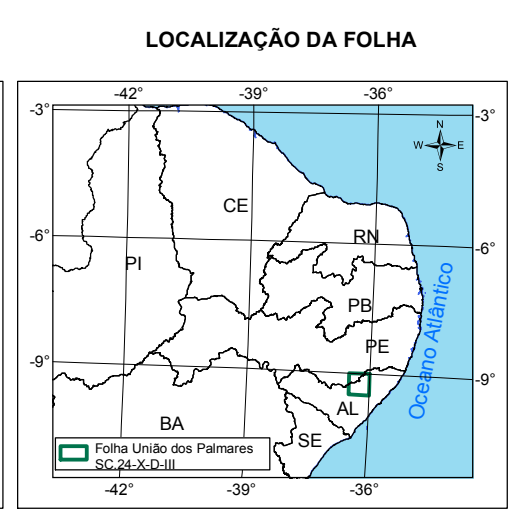 LOCALIZAÇÃO DA FOLHA
-42° -39° -36°
-3° -3°
N
W E
S
CE
RN
-6° -6°
PI
PB
Oceano Atlântico
PE
-9° -9°
AL
BA
SE
Folha União dos Palmares
SC.24-X-D-III
-42° -39° -36°